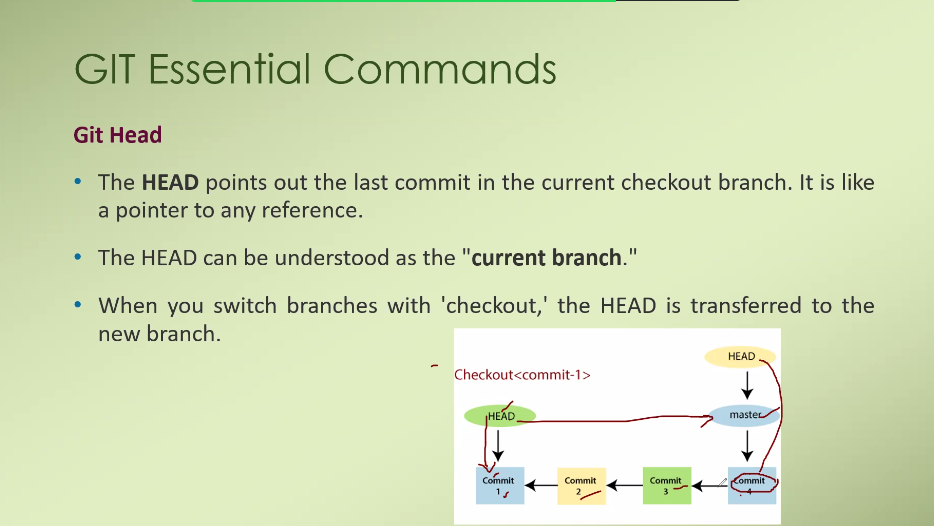 GIT Essential Commands
Git Head
• The HEAD points out the last commit in the current checkout branch. It is like
a pointer to any reference.
• The HEAD can be understood as the "current branch."
• When you switch branches with 'checkout,' the HEAD is transferred to the
new branch.
HEAD
Checkout<commit-1>
HEAD
master
Commit
1
Commit
2
Commit
3
Commit
4